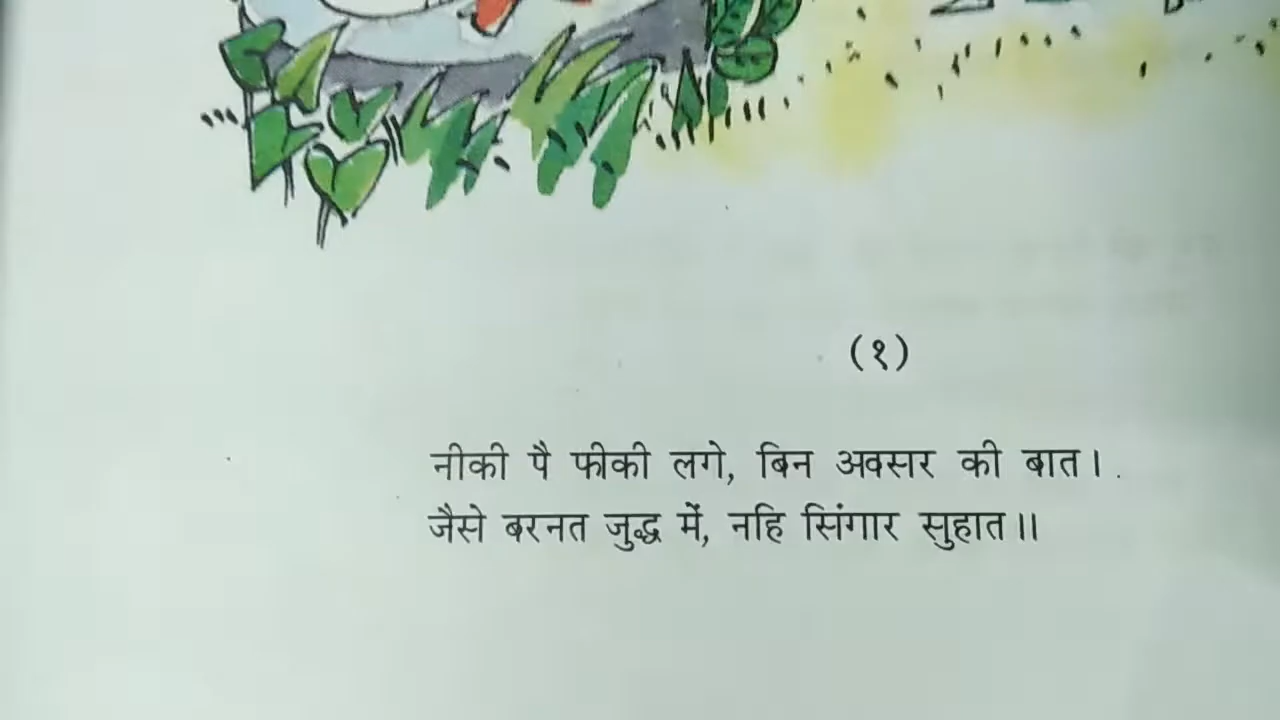 (१)
नीकी पै फीकी लगे, बिन अवसर की बात।
जैसे बरनत जुद्ध में, नहि सिंगार सुहात।।